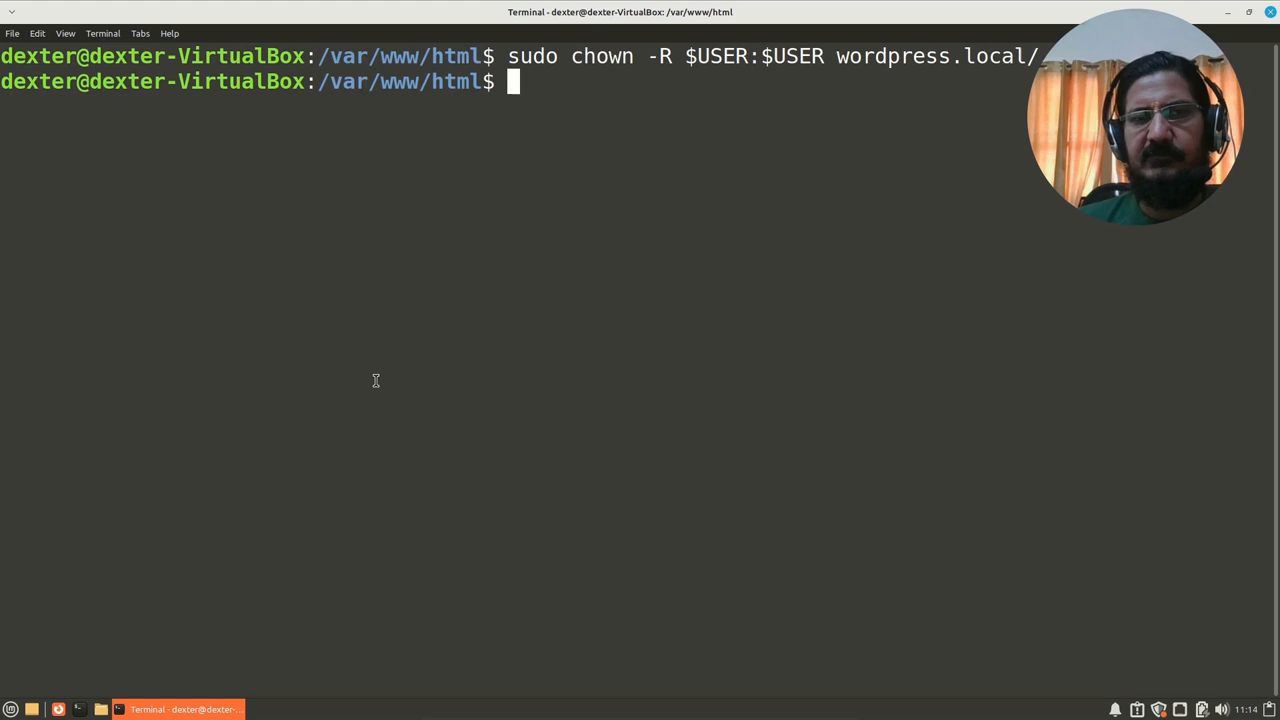 Terminal - dexter@dexter-VirtualBox: /var/www/html
File Edit View Terminal Tabs Help
dexter@dexter-VirtualBox:/var/www/html$ sudo chown -R $USER:$USER wordpress.local/
dexter@dexter-VirtualBox:/var/www/html$
Terminal - dexter@dexter-...
11:14